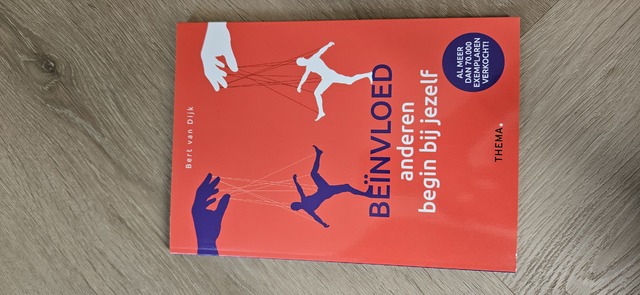 Bert van Dijk
BEÏNVLOED
anderen
begin bij jezelf
AL MEER
DAN 70.000
EXEMPLAREN
VERKOCHT!
THEMA.